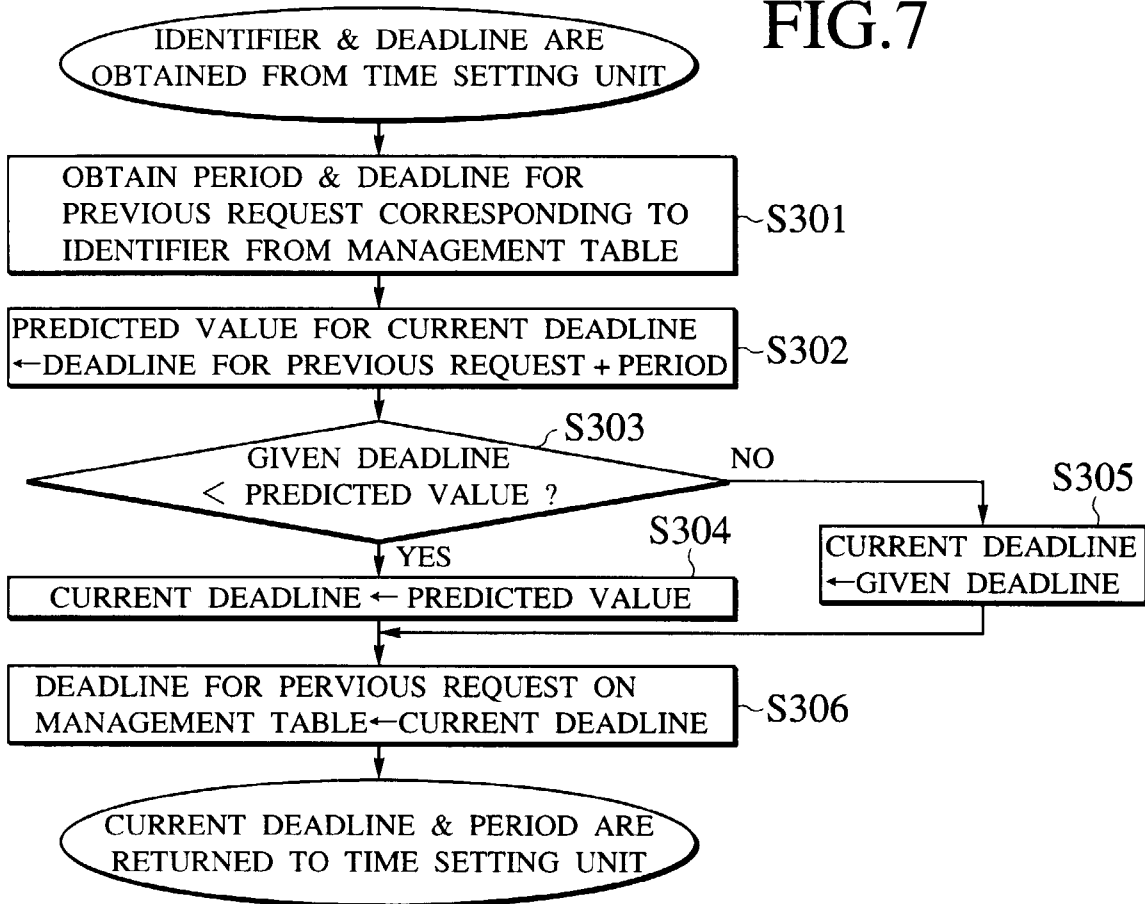 FIG.7
IDENTIFIER & DEADLINE ARE
OBTAINED FROM TIME SETTING UNIT
OBTAIN PERIOD & DEADLINE FOR
PREVIOUS REQUEST CORRESPONDING TO
IDENTIFIER FROM MANAGEMENT TABLE
S301
PREDICTED VALUE FOR CURRENT DEADLINE
←DEADLINE FOR PREVIOUS REQUEST + PERIOD
S302
S303
GIVEN DEADLINE
< PREDICTED VALUE ?
NO
YES
S304
CURRENT DEADLINE ← PREDICTED VALUE
S305
CURRENT DEADLINE
←GIVEN DEADLINE
DEADLINE FOR PERVIOUS REQUEST ON
MANAGEMENT TABLE←CURRENT DEADLINE
S306
CURRENT DEADLINE & PERIOD ARE
RETURNED TO TIME SETTING UNIT